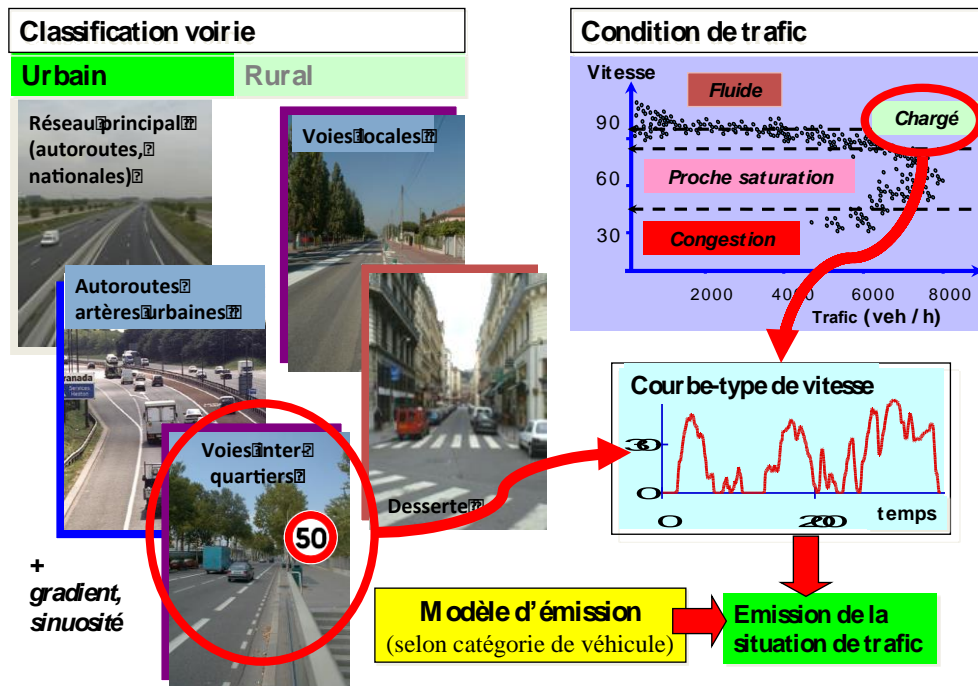 Classification voirie
Urbain
Rural
Réseau principal
(autoroutes,
nationales)
Voies locales
Autoroutes
artères urbaines
Voies inter-
quartiers
50
Desserte
+
gradient,
sinuosité
Condition de trafic
Vitesse
90
60
30
Fluide
Chargé
Proche saturation
Congestion
2000 4000 6000 8000
Trafic (veh / h)
Courbe-type de vitesse
0
temps
0
Modèle d'émission
(selon catégorie de véhicule)
Emission de la
situation de trafic